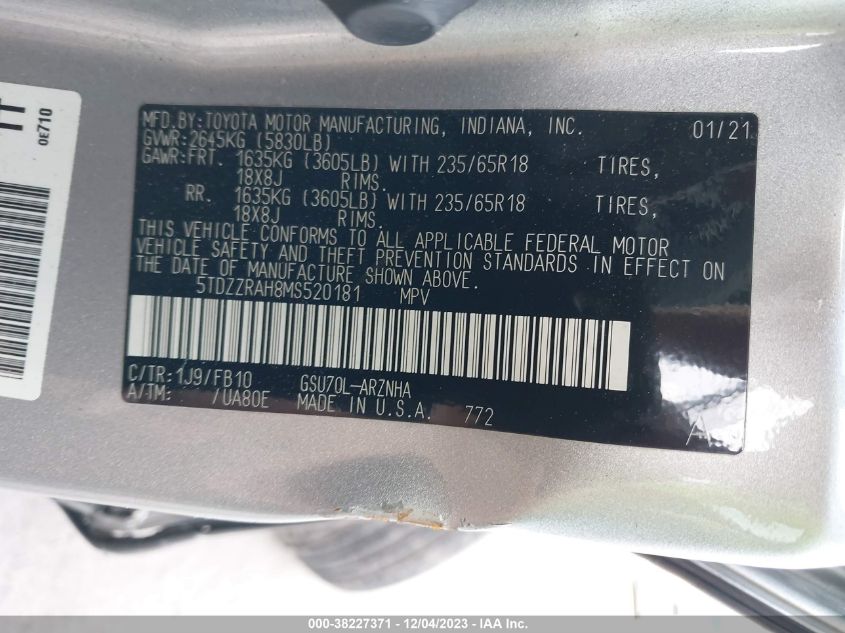 MFD.BY:TOYOTA MOTOR MANUFACTURING, INDIANA, INC. 01/21
GVWR:2645KG (5830LB)
GAWR:FRT. 1635KG (3605LB) WITH 235/65R18 TIRES,
18X8J RIMS.
RR. 1635KG (3605LB) WITH 235/65R18 TIRES,
18X8J RIMS.
THIS VEHICLE CONFORMS TO ALL APPLICABLE FEDERAL MOTOR
VEHICLE SAFETY AND THEFT PREVENTION STANDARDS IN EFFECT ON
THE DATE OF MANUFACTURE SHOWN ABOVE.
5TDZZRAH8MS520181 MPV
C/TR:1J9/FB10 GSU70L-ARZNHA
A/TM: /UA80E MADE IN U.S.A. 772
A
0E710
000-38227371 - 12/04/2023 - IAA Inc.